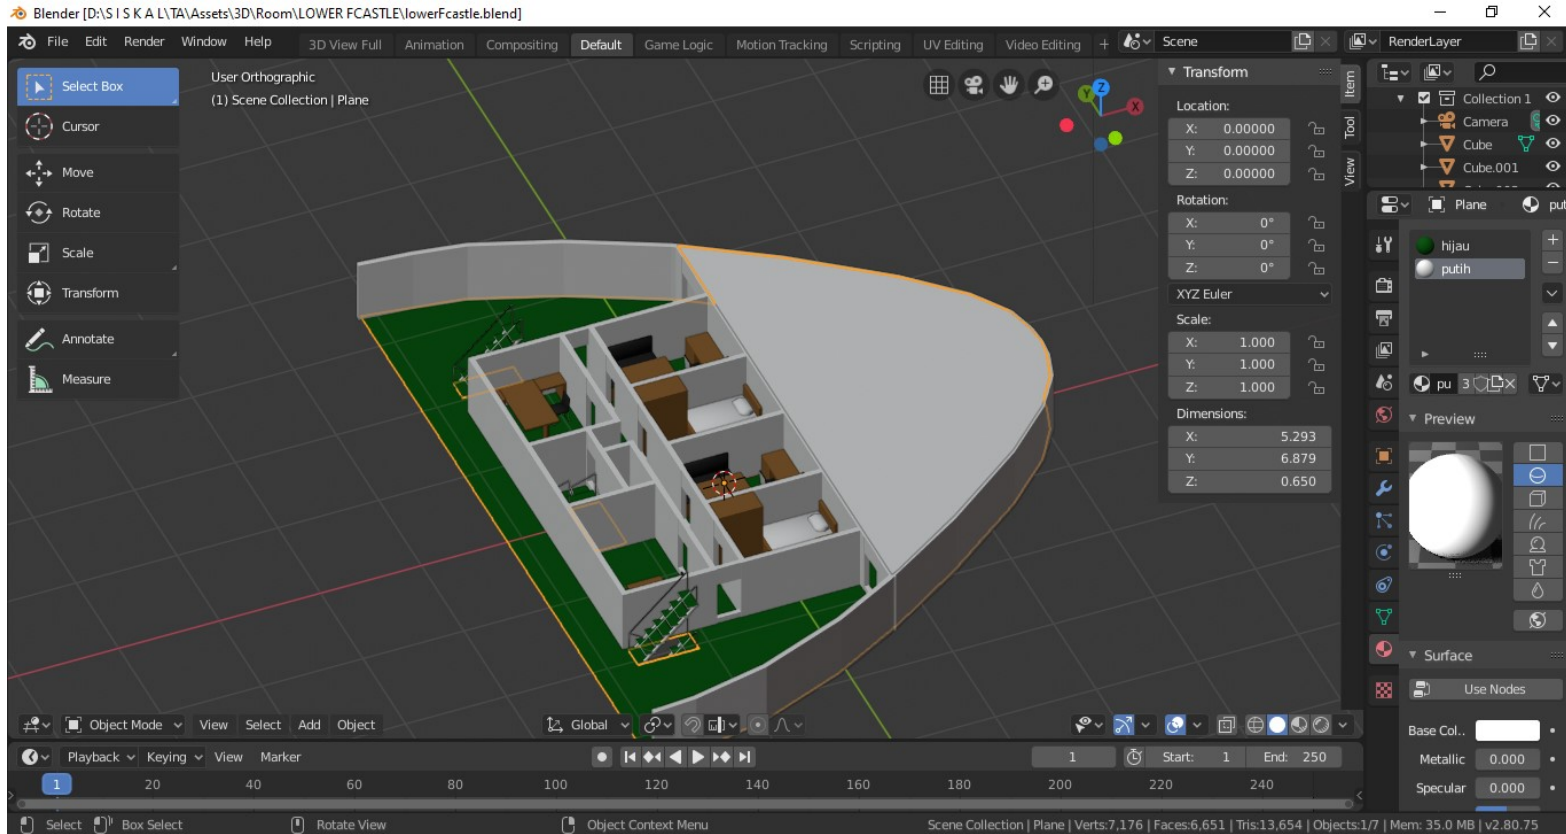 Blender [D:\S I S K A L\TA\Assets\3D\Room\LOWER FCASTLE\lowerFcastle.blend]
File Edit Render Window Help 3D View Full Animation Compositing Default Game Logic Motion Tracking Scripting UV Editing Video Editing + Scene RenderLayer
Select Box
Cursor
Move
Rotate
Scale
Transform
Annotate
Measure
User Orthographic
(1) Scene Collection | Plane
Z
Y
X
Transform
Location:
X: 0.00000
Y: 0.00000
Z: 0.00000
Rotation:
X: 0°
Y: 0°
Z: 0°
XYZ Euler
Scale:
X: 1.000
Y: 1.000
Z: 1.000
Dimensions:
X: 5.293
Y: 6.879
Z: 0.650
Item
Tool
View
Collection 1
Camera
Cube
Cube.001
Plane put
hijau
putih
pu 3
Preview
Surface
Use Nodes
Base Col..
Metallic 0.000
Specular 0.000
Object Mode View Select Add Object Global
Playback Keying View Marker 1 Start: 1 End: 250
1 20 40 60 80 100 120 140 160 180 200 220 240
Select Box Select Rotate View Object Context Menu Scene Collection | Plane | Verts:7,176 | Faces:6,651 | Tris:13,654 | Objects:1/7 | Mem: 35.0 MB | v2.80.75